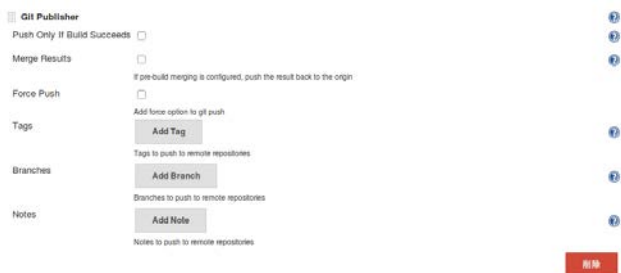 Git Publisher
Push Only If Build Succeeds
Merge Results
If pre-build merging is configured, push the result back to the origin
Force Push
Add force option to git push
Tags
Add Tag
Tags to push to remote repositories
Branches
Add Branch
Branches to push to remote repositories
Notes
Add Note
Notes to push to remote repositories
削除